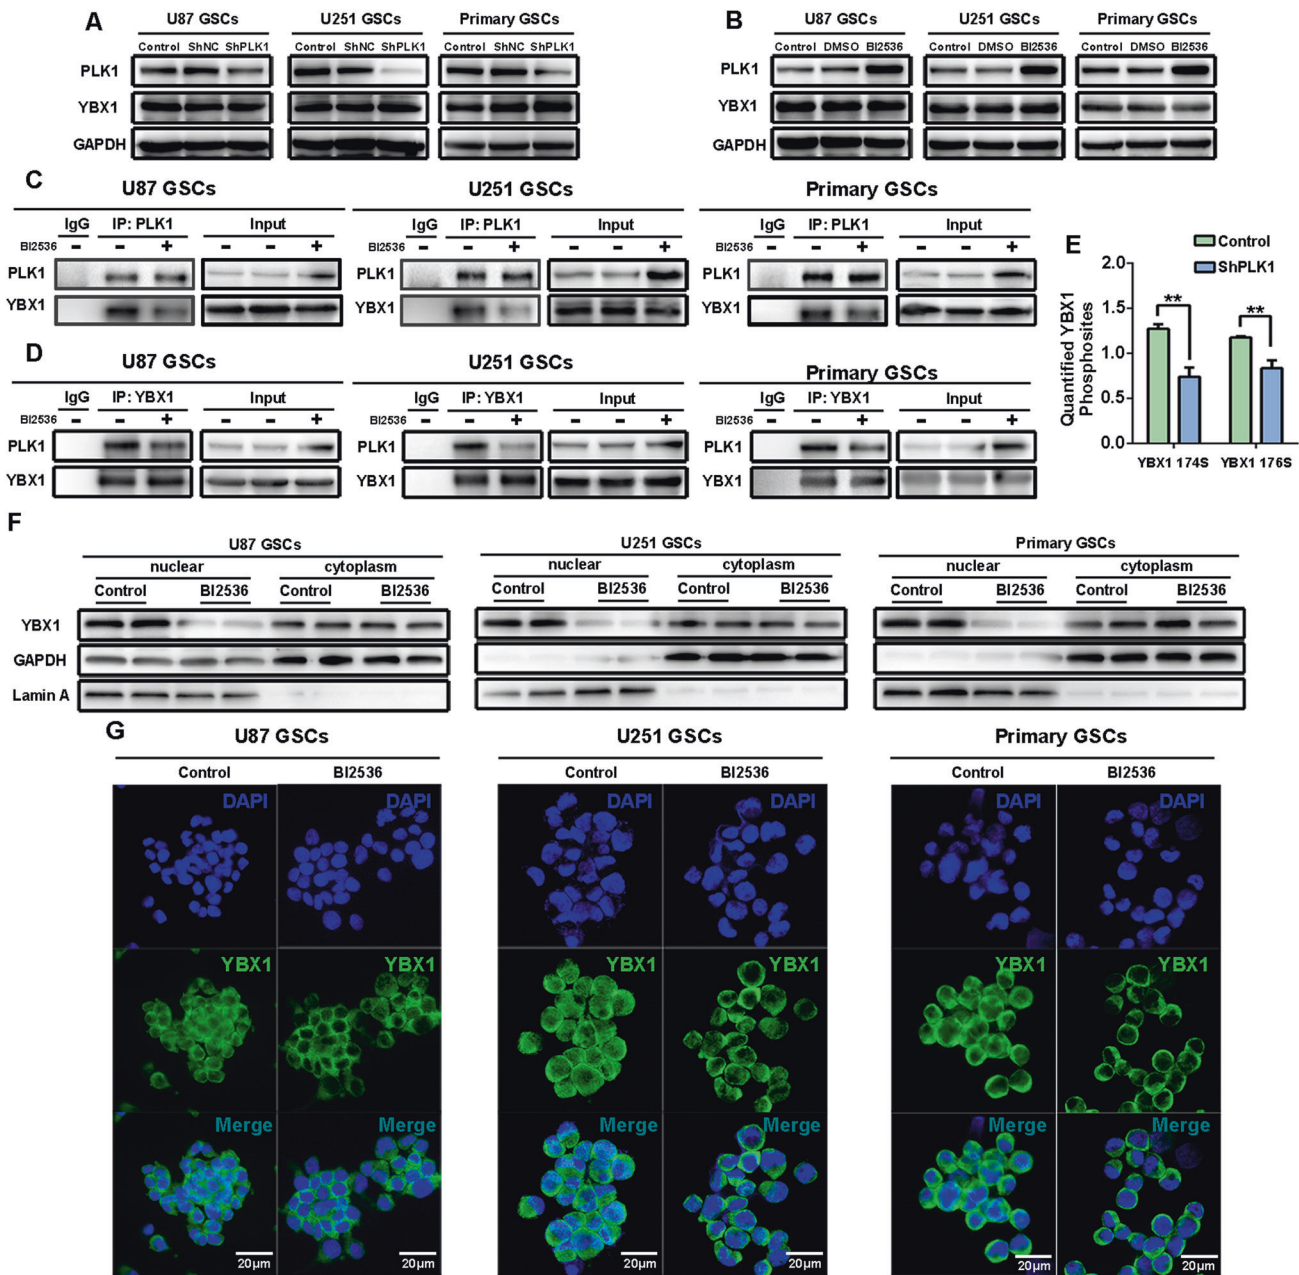 A
U87 GSCs U251 GSCs Primary GSCs
Control ShNC ShPLK1 Control ShNC ShPLK1 Control ShNC ShPLK1
PLK1
YBX1
GAPDH
B
U87 GSCs U251 GSCs Primary GSCs
Control DMSO BI2536 Control DMSO BI2536 Control DMSO BI2536
PLK1
YBX1
GAPDH
C
U87 GSCs U251 GSCs Primary GSCs
IgG IP: PLK1 Input IgG IP: PLK1 Input IgG IP: PLK1 Input
BI2536 - - + - - + BI2536 - - + - - + BI2536 - - + - - +
PLK1 PLK1 PLK1
YBX1 YBX1 YBX1
D
U87 GSCs U251 GSCs Primary GSCs
IgG IP: YBX1 Input IgG IP: YBX1 Input IgG IP: YBX1 Input
BI2536 - - + - - + BI2536 - - + - - + BI2536 - - + - - +
PLK1 PLK1 PLK1
YBX1 YBX1 YBX1
E
Control
ShPLK1
Quantified YBX1
Phosphosites
2.0
1.5
1.0
0.5
0.0
** **
YBX1 174S YBX1 176S
F
U87 GSCs U251 GSCs Primary GSCs
nuclear cytoplasm nuclear cytoplasm nuclear cytoplasm
Control BI2536 Control BI2536 Control BI2536 Control BI2536 Control BI2536 Control BI2536
YBX1
GAPDH
Lamin A
G
U87 GSCs U251 GSCs Primary GSCs
Control BI2536 Control BI2536 Control BI2536
DAPI DAPI DAPI DAPI DAPI DAPI
YBX1 YBX1 YBX1 YBX1 YBX1 YBX1
Merge Merge Merge Merge Merge Merge
20μm 20μm 20μm 20μm 20μm 20μm